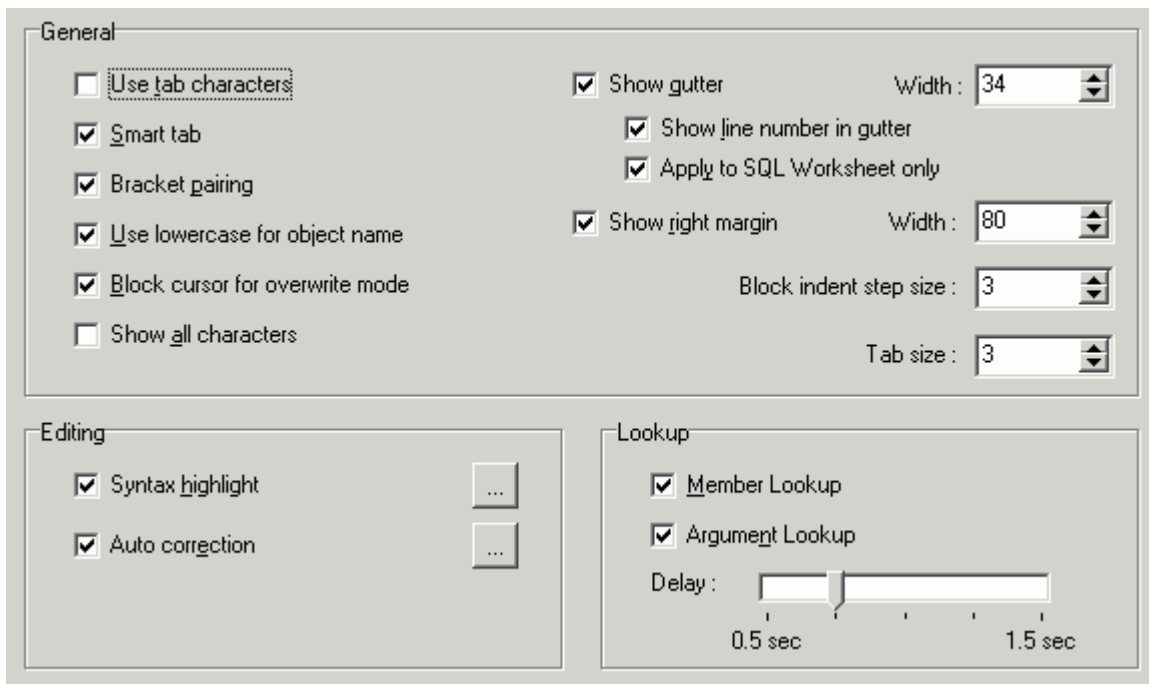 General
Use tab characters
Smart tab
Bracket pairing
Use lowercase for object name
Block cursor for overwrite mode
Show all characters
Show gutter Width : 34
Show line number in gutter
Apply to SQL Worksheet only
Show right margin Width : 80
Block indent step size : 3
Tab size : 3
Editing
Syntax highlight ...
Auto correction ...
Lookup
Member Lookup
Argument Lookup
Delay :
0.5 sec 1.5 sec